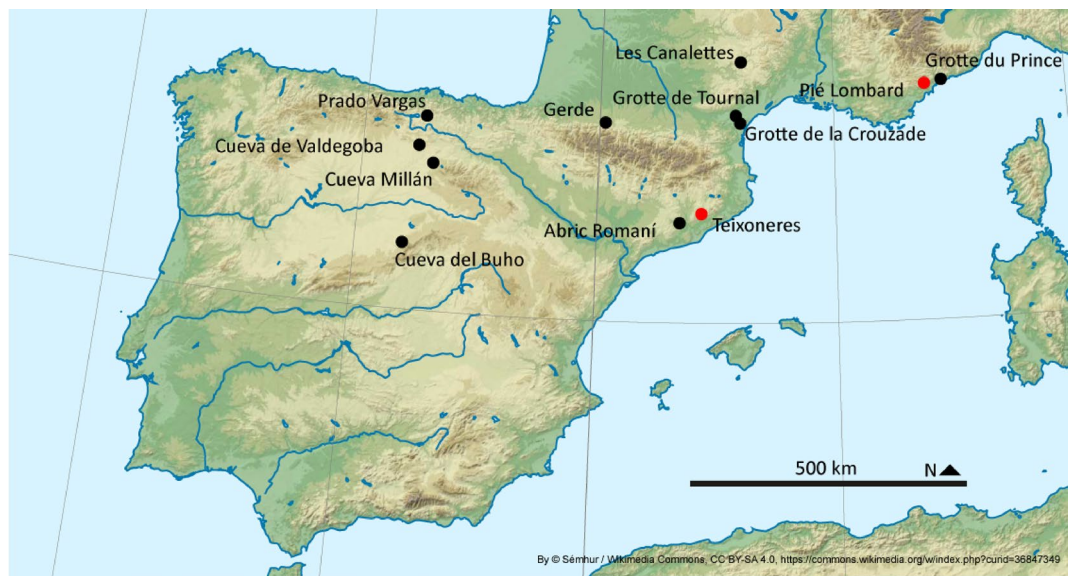 Les Canalettes
Grotte du Prince
Pié Lombard
Prado Vargas
Grotte de Tournal
Gerde
Grotte de la Crouzade
Cueva de Valdegoba
Cueva Millán
Abric Romaní
Teixoneres
Cueva del Buho
500 km
N
By © Sémhur / Wikimedia Commons, CC BY-SA 4.0, https://commons.wikimedia.org/w/index.php?curid=36847349